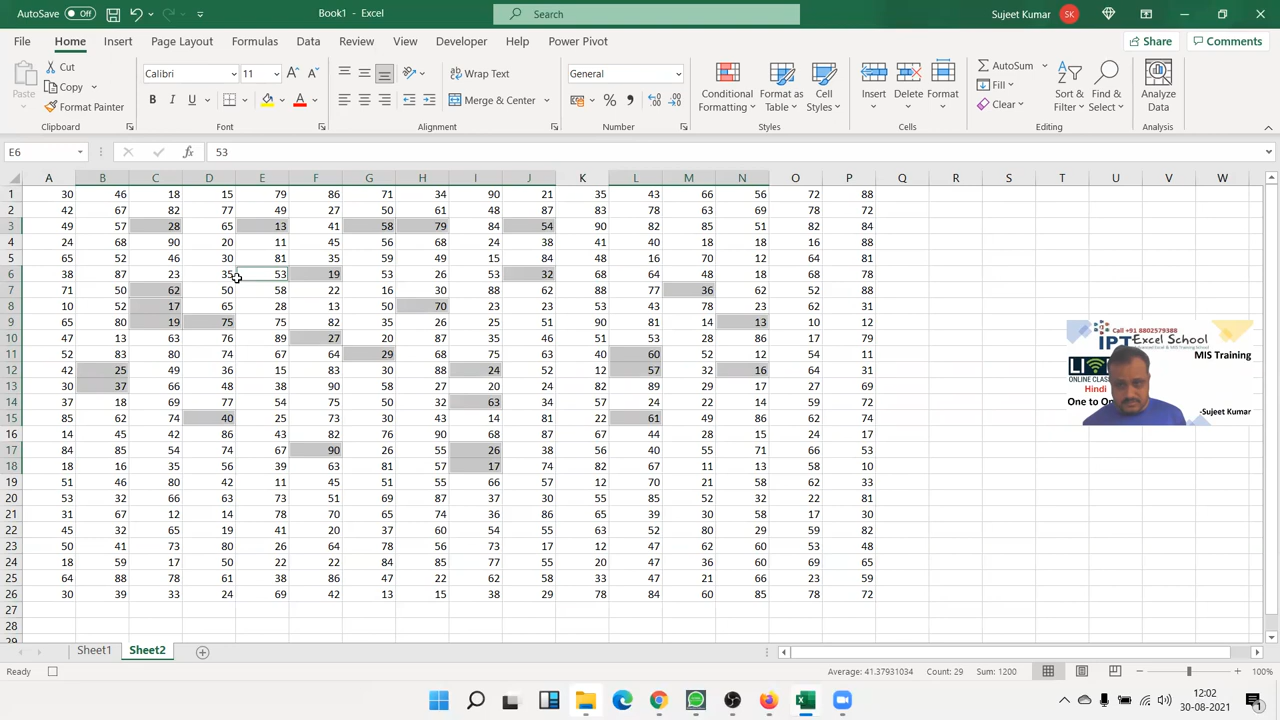 AutoSave Off Book1 - Excel Search Sujeet Kumar SK
File Home Insert Page Layout Formulas Data Review View Developer Help Power Pivot Share Comments
Paste Cut Copy Format Painter Clipboard
Calibri 11 B I U A Font
Wrap Text Merge & Center Alignment
General % Number
Conditional Formatting Format as Table Cell Styles Styles
Insert Delete Format Cells
AutoSum Fill Clear Sort & Filter Find & Select Editing
Analyze Data Analysis
E6 fx 53
A B C D E F G H I J K L M N O P Q R S T U V W
1 30 46 18 15 79 86 71 34 90 21 35 43 66 56 72 88
2 42 67 82 77 49 27 50 61 48 87 83 78 63 69 78 72
3 49 57 28 65 13 41 58 79 84 54 90 82 85 51 82 84
4 24 68 90 20 11 45 56 68 24 38 41 40 18 18 16 88
5 65 52 46 30 81 35 59 49 15 84 48 16 70 12 64 81
6 38 87 23 35 53 19 53 26 53 32 68 64 48 18 68 78
7 71 50 62 50 58 22 16 30 88 62 88 77 36 62 52 88
8 10 52 17 65 28 13 50 70 23 23 53 43 78 23 62 31
9 65 80 19 75 75 82 35 26 25 51 90 81 14 13 10 12
10 47 13 63 76 89 27 20 87 35 46 51 53 28 86 17 79
11 52 83 80 74 67 64 29 68 75 63 40 60 52 12 54 11
12 42 25 49 36 15 83 30 88 24 52 82 57 32 16 64 31
13 30 37 66 48 38 90 58 27 20 24 82 89 29 17 27 69
14 37 18 69 77 54 75 50 32 63 34 57 24 22 14 28 20
15 85 62 74 40 25 73 30 43 14 81 22 61 49 86 62 74
16 14 45 42 86 43 82 76 90 68 87 67 44 28 15 24 17
17 84 85 54 74 67 90 26 55 26 38 56 40 55 71 66 53
18 18 16 35 56 39 63 81 57 17 74 82 67 11 13 58 10
19 51 46 80 42 11 45 51 55 66 57 12 70 21 58 62 33
20 53 32 66 63 73 51 69 87 37 30 55 85 52 32 22 81
21 31 67 12 14 78 70 65 74 36 86 65 39 30 58 17 30
22 45 32 65 19 41 20 37 60 54 55 63 52 80 29 59 82
23 50 41 73 80 26 64 78 56 73 17 12 47 62 60 53 48
24 18 59 17 50 22 22 84 85 77 55 60 47 36 60 69 65
25 64 88 78 61 38 86 47 22 62 58 33 47 21 66 23 59
26 30 39 33 24 69 42 13 15 38 29 78 84 60 85 78 72
27
28
29
Call +91 8802579388
IPT Excel School
MIS Training
ONLINE CLASS
Hindi
One to
-Sujeet Kumar
Sheet1 Sheet2
Ready Average: 41.37931034 Count: 29 Sum: 1200 100%
12:02
30-08-2021